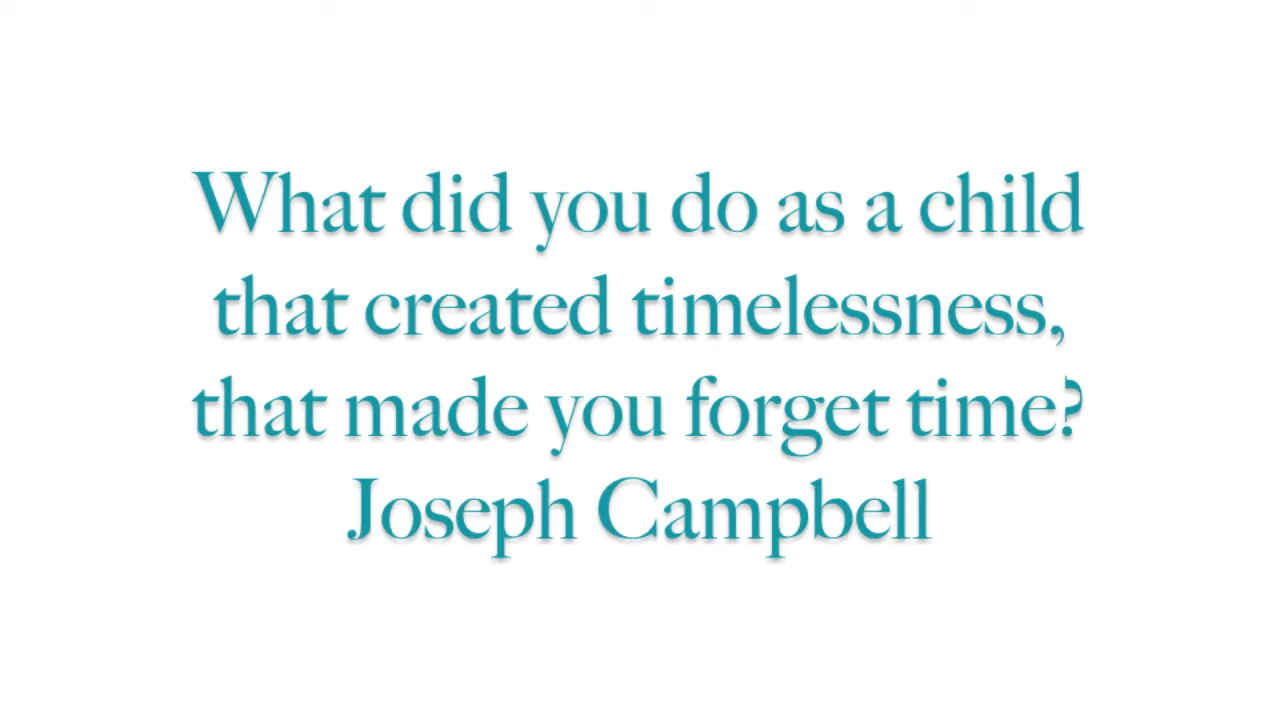 What did you do as a child
that created timelessness,
that made you forget time?
Joseph Campbell